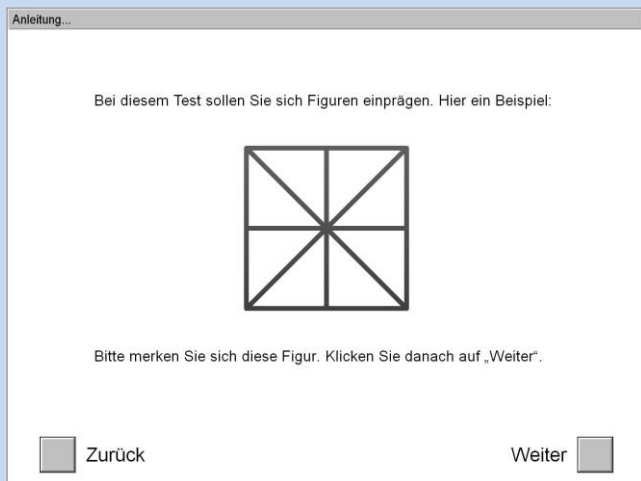 Anleitung...
Bei diesem Test sollen Sie sich Figuren einprägen. Hier ein Beispiel:
Bitte merken Sie sich diese Figur. Klicken Sie danach auf „Weiter“.
Zurück
Weiter